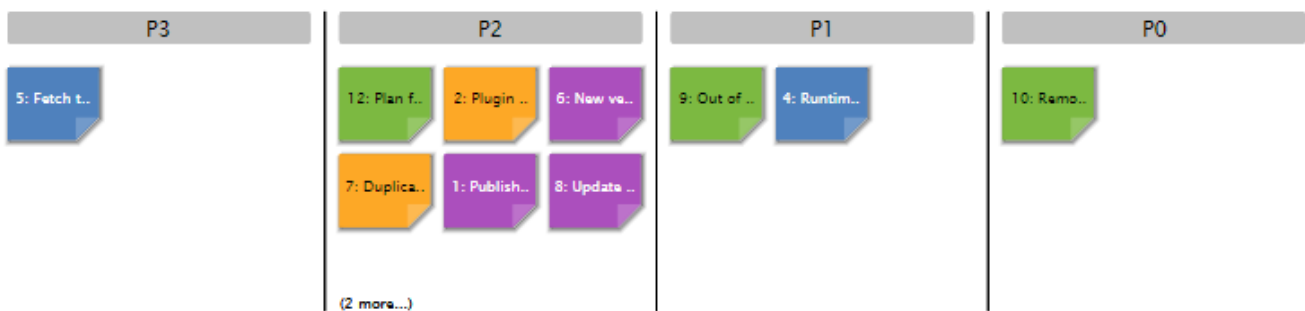 P3 P2 P1 P0
5: Fetch t.. 12: Plan f.. 2: Plugin .. 6: New ve.. 9: Out of .. 4: Runtim.. 10: Remo..
7: Duplica.. 1: Publish.. 8: Update ..
(2 more...)